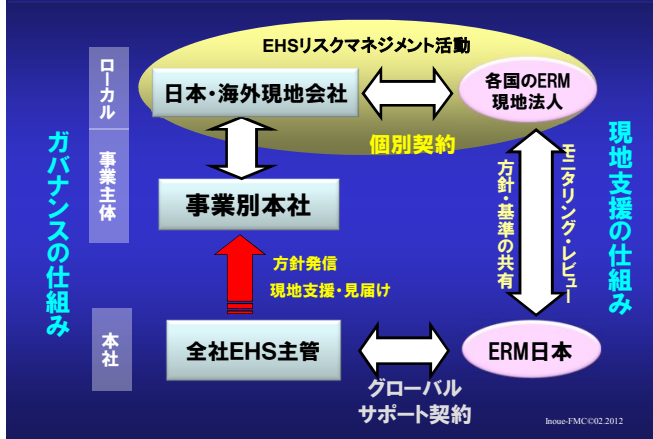 EHSリスクマネジメント活動
ローカル
日本・海外現地会社
各国のERM
現地法人
個別契約
ガバナンスの仕組み
事業主体
事業別本社
方針・基準の共有
モニタリング・レビュー
現地支援の仕組み
方針発信
現地支援・見届け
本社
全社EHS主管
ERM日本
グローバル
サポート契約
Inoue-FMC©02.2012